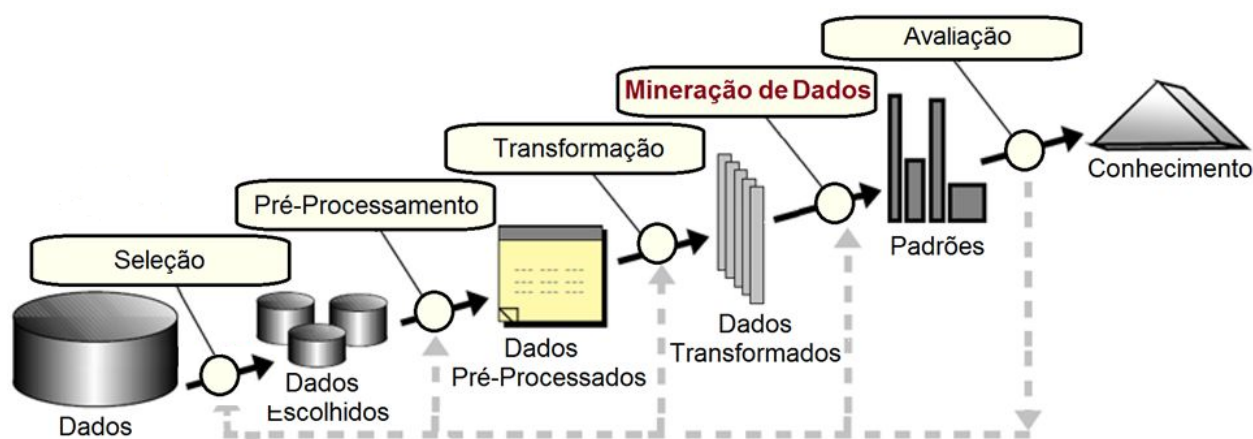 Avaliação
Mineração de Dados
Transformação
Conhecimento
Pré-Processamento
Padrões
Seleção
Dados
Transformados
Dados
Pré-Processados
Dados
Escolhidos
Dados